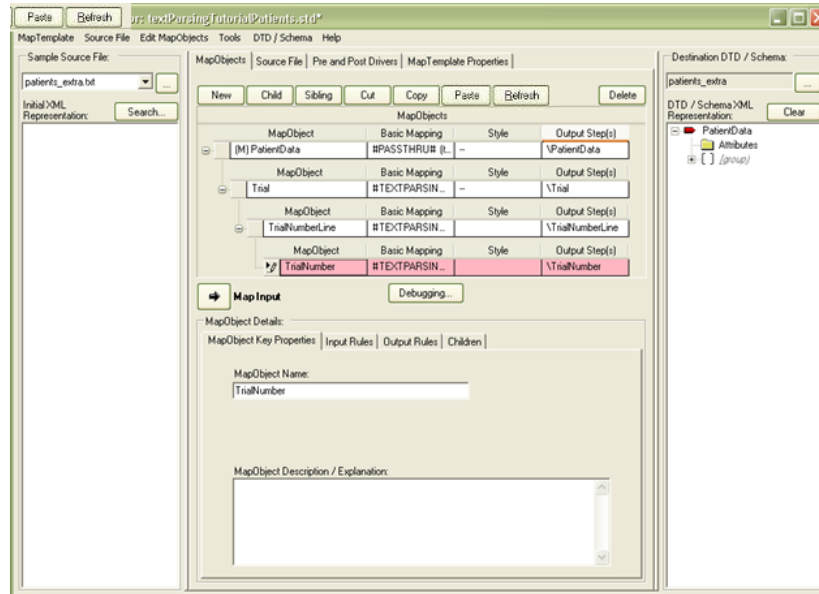 Paste Refresh or: textParsingTutorialPatients.std*
MapTemplate Source File Edit MapObjects Tools DTD / Schema Help
Sample Source File:
patients_extra.txt ...
Initial XML
Representation:
Search...
MapObjects Source File Pre and Post Drivers MapTemplate Properties
New Child Sibling Cut Copy Paste Refresh Delete
MapObjects
MapObject Basic Mapping Style Output Step(s)
(M) PatientData #PASSTHRU# (t... -- \PatientData
MapObject Basic Mapping Style Output Step(s)
Trial #TEXTPARSIN... -- \Trial
MapObject Basic Mapping Style Output Step(s)
TrialNumberLine #TEXTPARSIN... \TrialNumberLine
MapObject Basic Mapping Style Output Step(s)
TrialNumber #TEXTPARSIN... \TrialNumber
Map Input Debugging...
MapObject Details:
MapObject Key Properties Input Rules Output Rules Children
MapObject Name:
TrialNumber
MapObject Description / Explanation:
Destination DTD / Schema:
patients_extra ...
DTD / Schema XML
Representation:
Clear
PatientData
Attributes
[ ] (group)